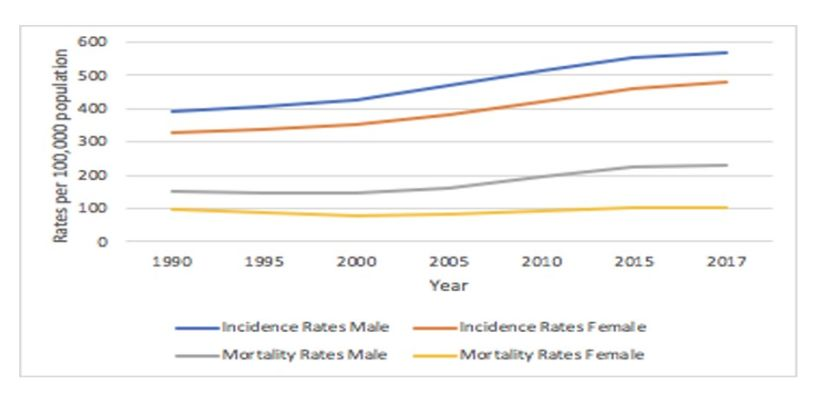 600
500
400
300
200
100
0
Rates per 100,000 population
1990 1995 2000 2005 2010 2015 2017
Year
Incidence Rates Male Incidence Rates Female
Mortality Rates Male Mortality Rates Female